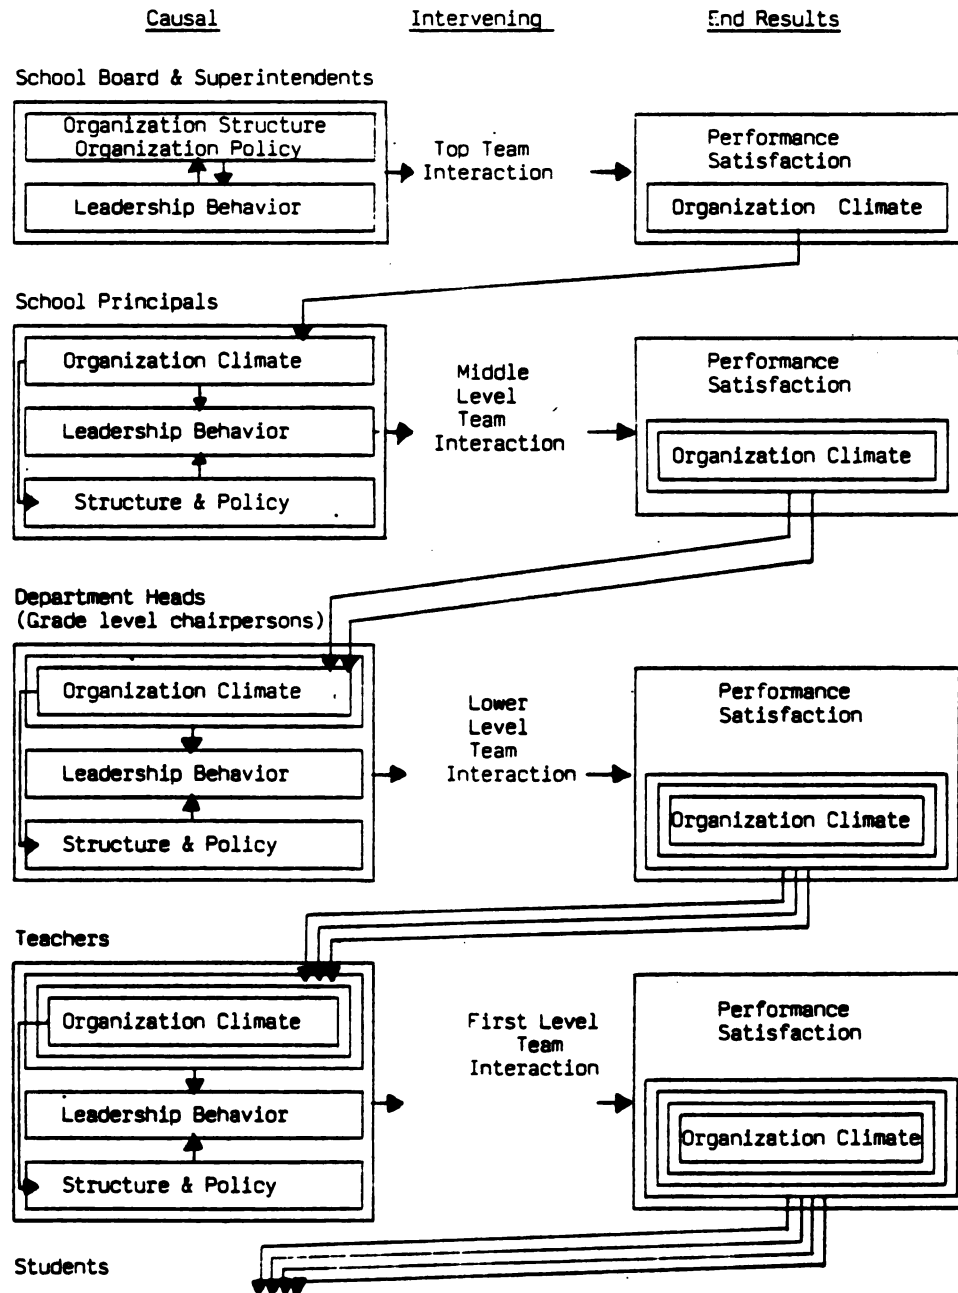 Causal
Intervening
End Results
School Board & Superintendents
Organization Structure
Organization Policy
Leadership Behavior
Top Team
Interaction
Performance
Satisfaction
Organization Climate
School Principals
Organization Climate
Leadership Behavior
Structure & Policy
Middle
Level
Team
Interaction
Performance
Satisfaction
Organization Climate
Department Heads
(Grade level chairpersons)
Organization Climate
Leadership Behavior
Structure & Policy
Lower
Level
Team
Interaction
Performance
Satisfaction
Organization Climate
Teachers
Organization Climate
Leadership Behavior
Structure & Policy
First Level
Team
Interaction
Performance
Satisfaction
Organization Climate
Students